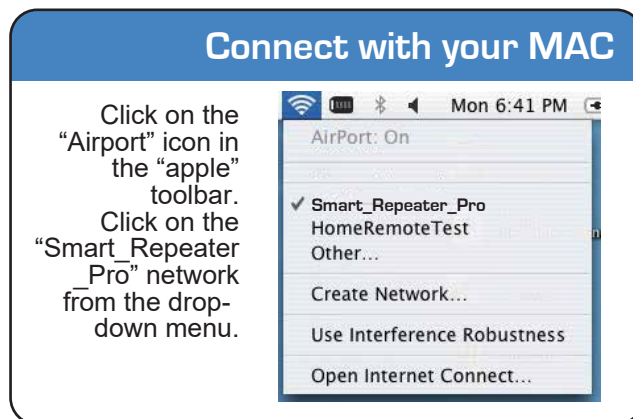 Connect with your MAC
Click on the
“Airport” icon in
the “apple”
toolbar.
Click on the
“Smart_Repeater
_Pro” network
from the drop-
down menu.
Mon 6:41 PM
AirPort: On
✓ Smart_Repeater_Pro
HomeRemoteTest
Other...
Create Network...
Use Interference Robustness
Open Internet Connect...